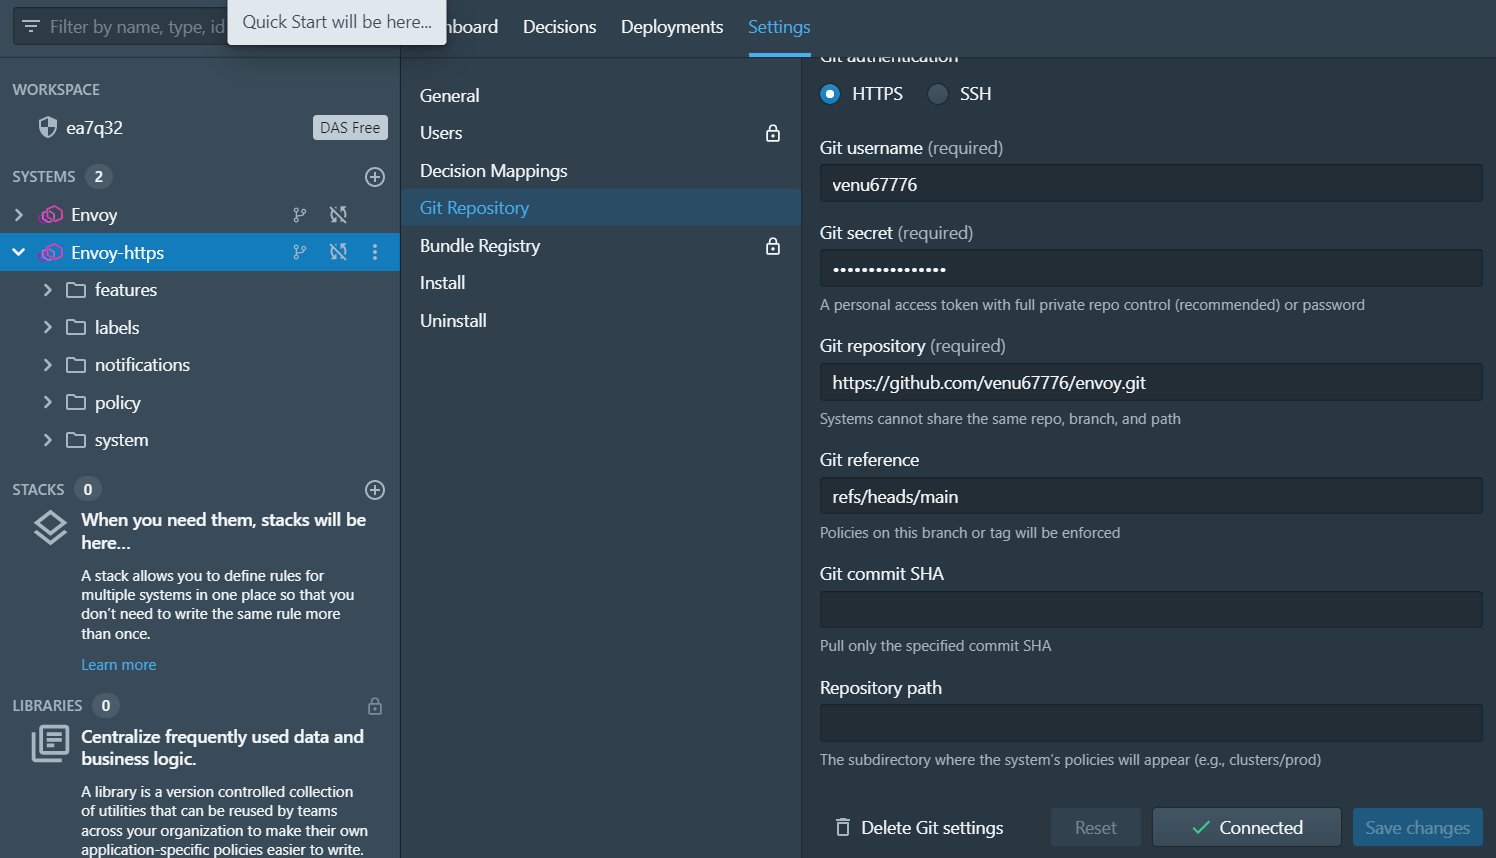 Filter by name, type, id
Quick Start will be here...
Decisions
Deployments
Settings
WORKSPACE
ea7q32
DAS Free
SYSTEMS 2
Envoy
Envoy-https
features
labels
notifications
policy
system
STACKS 0
When you need them, stacks will be
here...
A stack allows you to define rules for
multiple systems in one place so that you
don't need to write the same rule more
than once.
Learn more
LIBRARIES 0
Centralize frequently used data and
business logic.
A library is a version controlled collection
of utilities that can be reused by teams
across your organization to make their own
application-specific policies easier to write.
General
Users
Decision Mappings
Git Repository
Bundle Registry
Install
Uninstall
Git authentication
HTTPS
SSH
Git username (required)
venu67776
Git secret (required)
••••••••••••••••
A personal access token with full private repo control (recommended) or password
Git repository (required)
https://github.com/venu67776/envoy.git
Systems cannot share the same repo, branch, and path
Git reference
refs/heads/main
Policies on this branch or tag will be enforced
Git commit SHA
Pull only the specified commit SHA
Repository path
The subdirectory where the system's policies will appear (e.g., clusters/prod)
Delete Git settings
Reset
Connected
Save changes